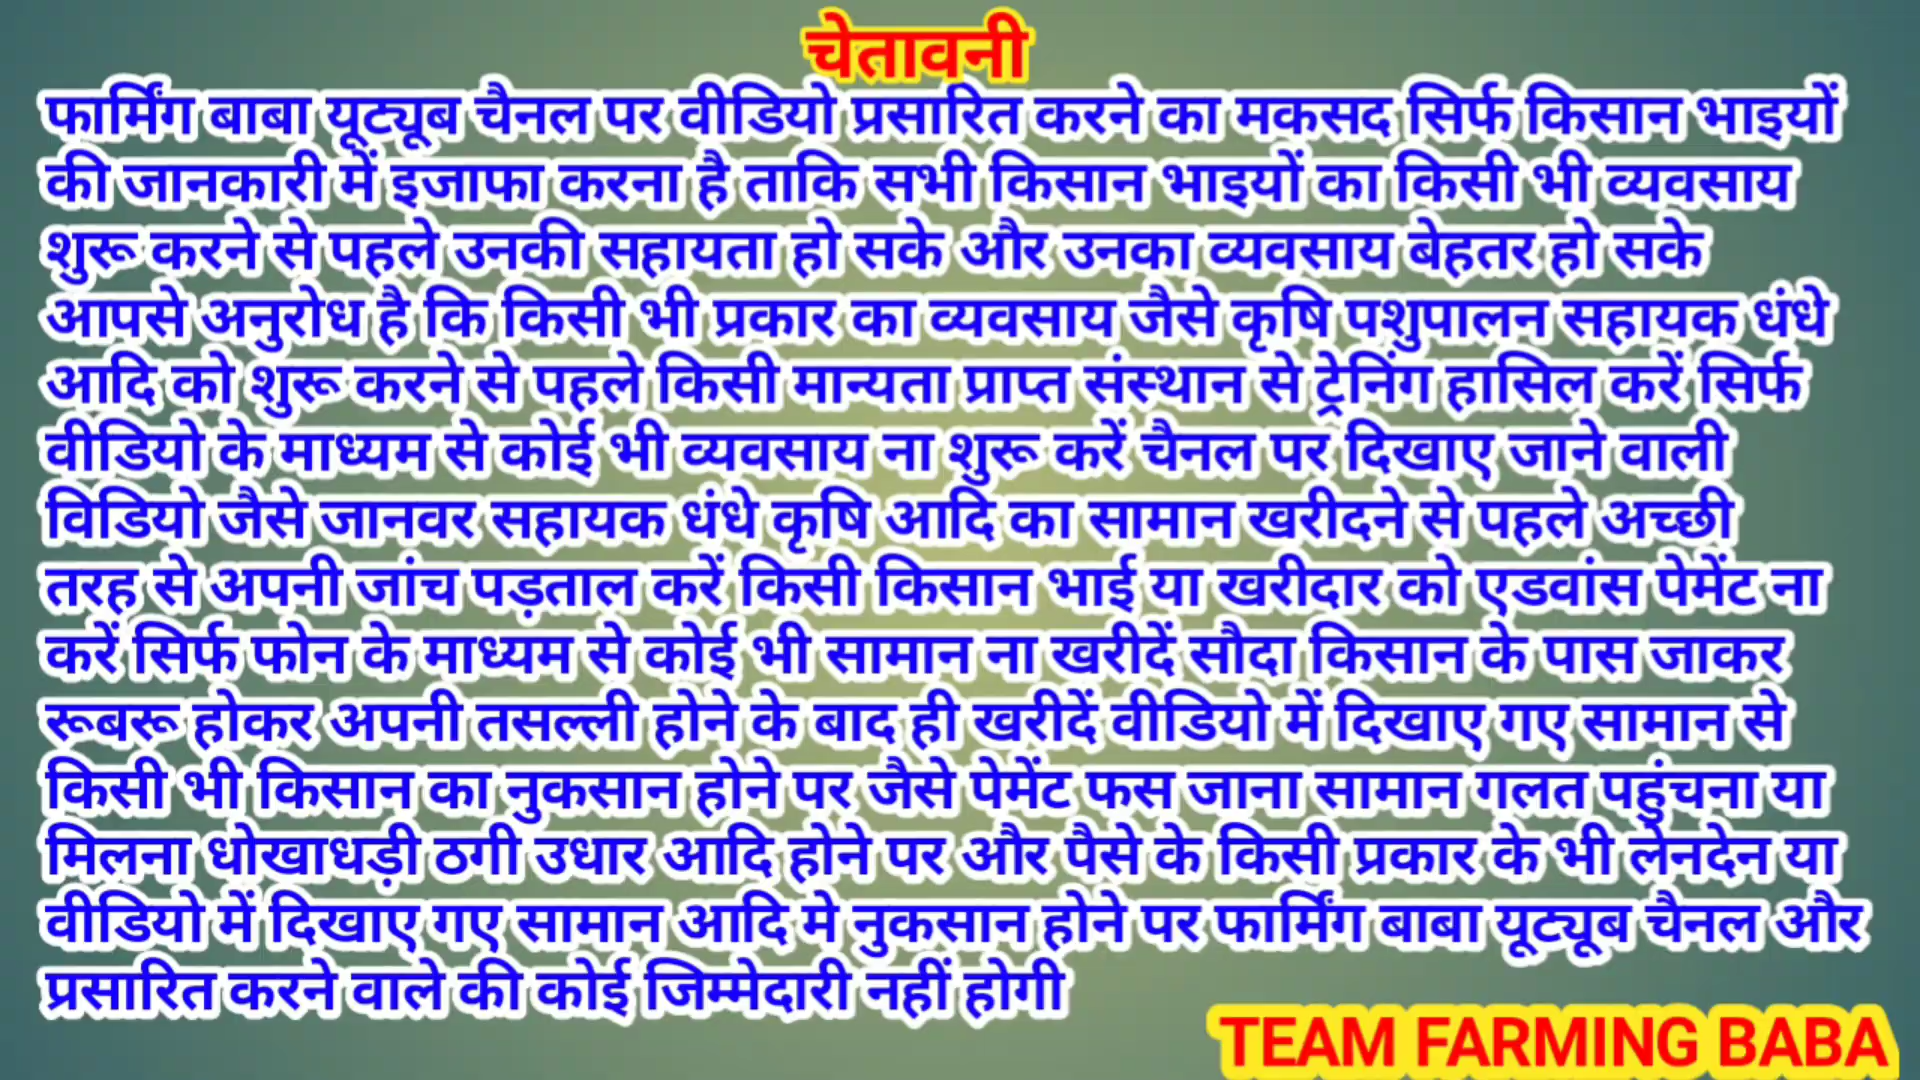 चेतावनी
फार्मिंग बाबा यूट्यूब चैनल पर वीडियो प्रसारित करने का मकसद सिर्फ किसान भाइयों
की जानकारी में इजाफा करना है ताकि सभी किसान भाइयों का किसी भी व्यवसाय
शुरू करने से पहले उनकी सहायता हो सके और उनका व्यवसाय बेहतर हो सके
आपसे अनुरोध है कि किसी भी प्रकार का व्यवसाय जैसे कृषि पशुपालन सहायक धंधे
आदि को शुरू करने से पहले किसी मान्यता प्राप्त संस्थान से ट्रेनिंग हासिल करें सिर्फ
वीडियो के माध्यम से कोई भी व्यवसाय ना शुरू करें चैनल पर दिखाए जाने वाली
विडियो जैसे जानवर सहायक धंधे कृषि आदि का सामान खरीदने से पहले अच्छी
तरह से अपनी जांच पड़ताल करें किसी किसान भाई या खरीदार को एडवांस पेमेंट ना
करें सिर्फ फोन के माध्यम से कोई भी सामान ना खरीदें सौदा किसान के पास जाकर
रूबरू होकर अपनी तसल्ली होने के बाद ही खरीदें वीडियो में दिखाए गए सामान से
किसी भी किसान का नुकसान होने पर जैसे पेमेंट फस जाना सामान गलत पहुंचना या
मिलना धोखाधड़ी ठगी उधार आदि होने पर और पैसे के किसी प्रकार के भी लेनदेन या
वीडियो में दिखाए गए सामान आदि मे नुकसान होने पर फार्मिंग बाबा यूट्यूब चैनल और
प्रसारित करने वाले की कोई जिम्मेदारी नहीं होगी
TEAM FARMING BABA